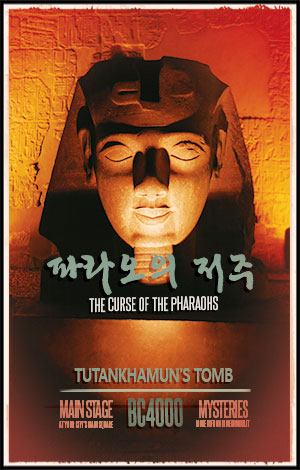 파라오의 저주
THE CURSE OF THE PHARAOHS
TUTANKHAMUN'S TOMB
MAIN STAGE
BC4000
MYSTERIES